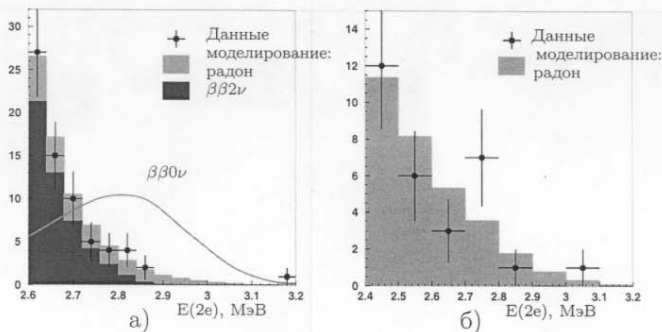 30
25
20
15
10
5
0
Данные
моделирование:
радон
ββ2ν
ββ0ν
2.6 2.7 2.8 2.9 3 3.1 3.2
E(2e), МэВ
а)
14
12
10
8
6
4
2
0
Данные
моделирование:
радон
2.4 2.5 2.6 2.7 2.8 2.9 3 3.1 3.2
E(2e), МэВ
б)